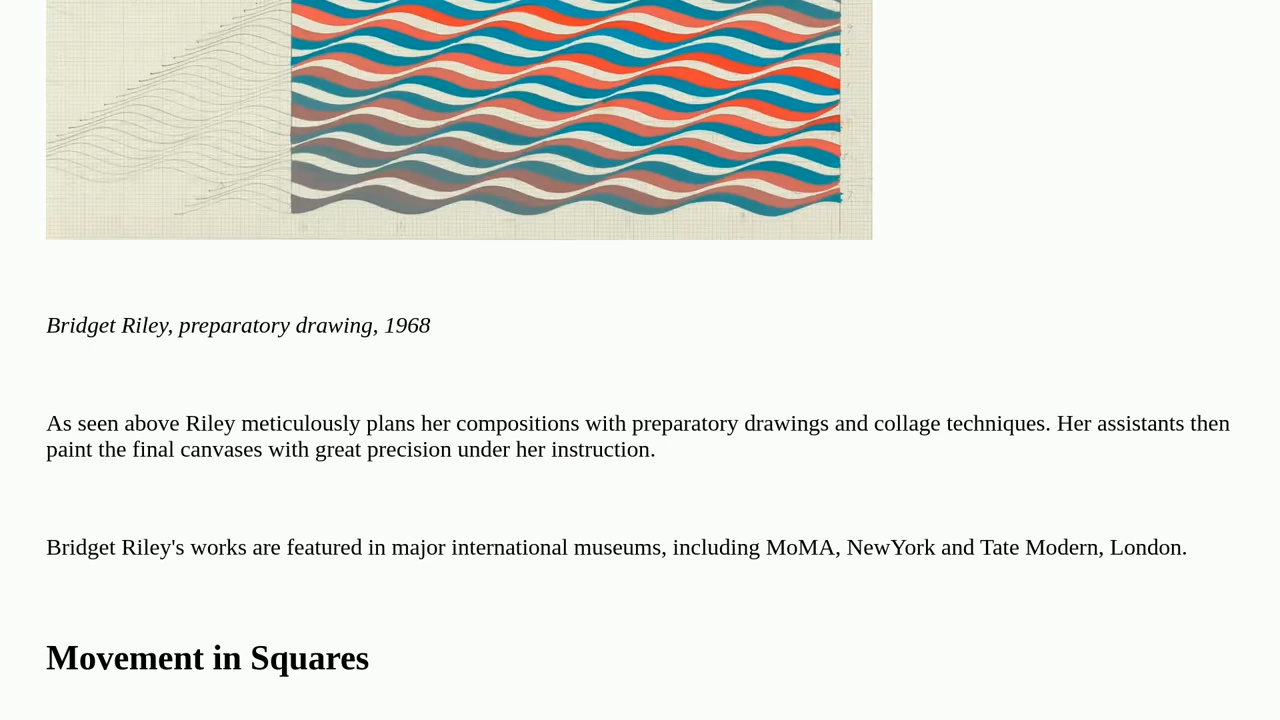 Bridget Riley, preparatory drawing, 1968
As seen above Riley meticulously plans her compositions with preparatory drawings and collage techniques. Her assistants then
paint the final canvases with great precision under her instruction.
Bridget Riley's works are featured in major international museums, including MoMA, NewYork and Tate Modern, London.
Movement in Squares